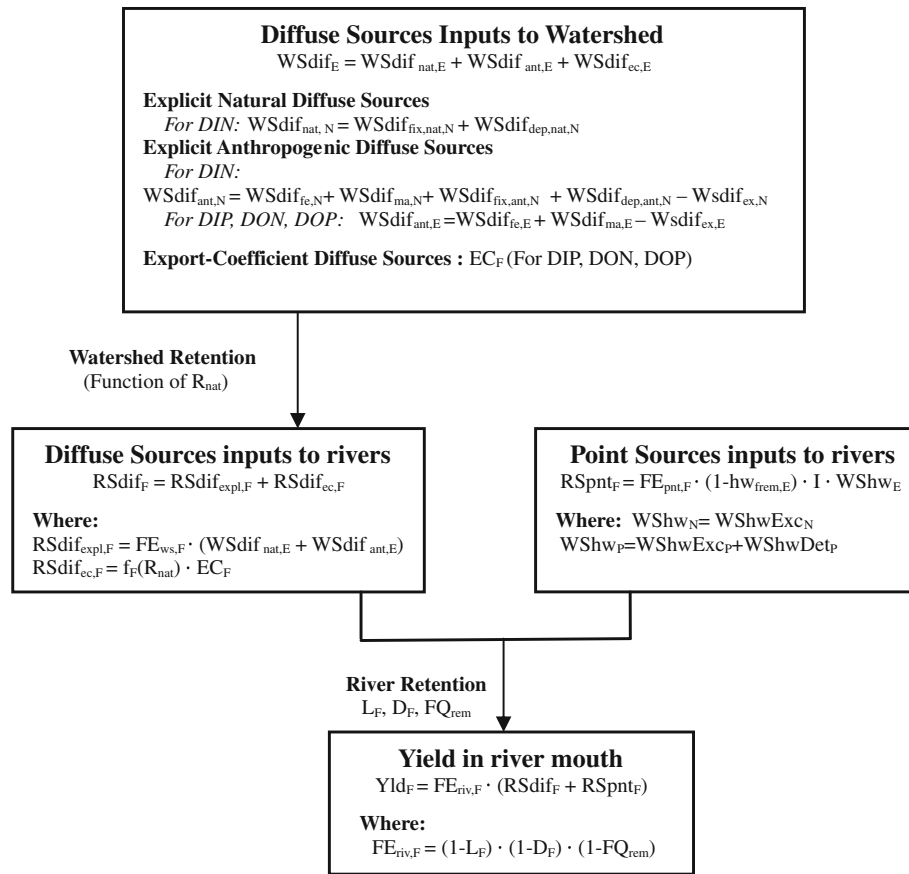 Diffuse Sources Inputs to Watershed
WSdif_E = WSdif_nat,E + WSdif_ant,E + WSdif_ec,E
Explicit Natural Diffuse Sources
For DIN: WSdif_nat, N = WSdif_fix,nat,N + WSdif_dep,nat,N
Explicit Anthropogenic Diffuse Sources
For DIN:
WSdif_ant,N = WSdif_fe,N + WSdif_ma,N + WSdif_fix,ant,N + WSdif_dep,ant,N – Wsdif_ex,N
For DIP, DON, DOP: WSdif_ant,E = WSdif_fe,E + WSdif_ma,E – Wsdif_ex,E
Export-Coefficient Diffuse Sources : EC_F (For DIP, DON, DOP)
Watershed Retention
(Function of R_nat)
Diffuse Sources inputs to rivers
RSdif_F = RSdif_expl,F + RSdif_ec,F
Where:
RSdif_expl,F = FE_ws,F · (WSdif_nat,E + WSdif_ant,E)
RSdif_ec,F = f_F(R_nat) · EC_F
Point Sources inputs to rivers
RSpnt_F = FE_pnt,F · (1-hw_frem,E) · I · WShw_E
Where: WShw_N = WShwExc_N
WShw_P=WShwExc_P+WShwDet_P
River Retention
L_F, D_F, FQ_rem
Yield in river mouth
Yld_F = FE_riv,F · (RSdif_F + RSpnt_F)
Where:
FE_riv,F = (1-L_F) · (1-D_F) · (1-FQ_rem)